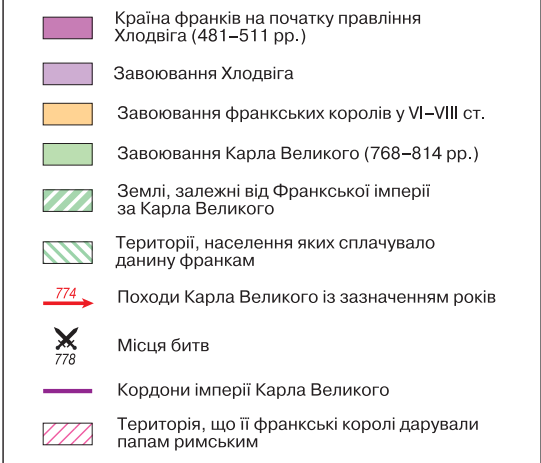 Країна франків на початку правління
Хлодвіга (481–511 рр.)
Завоювання Хлодвіга
Завоювання франкських королів у VI–VIII ст.
Завоювання Карла Великого (768–814 рр.)
Землі, залежні від Франкської імперії
за Карла Великого
Території, населення яких сплачувало
данину франкам
774 Походи Карла Великого із зазначенням років
Місця битв
778
Кордони імперії Карла Великого
Територія, що її франкські королі дарували
папам римським